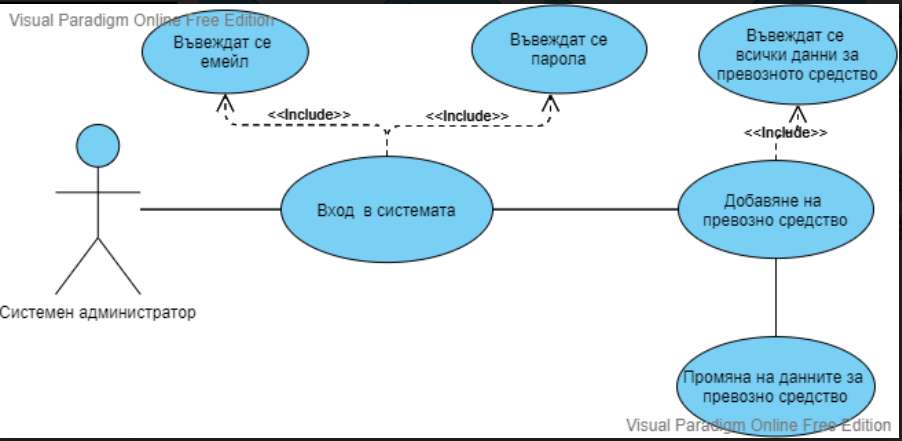 Visual Paradigm Online Free Edition
Въвеждат се
емейл
Въвеждат се
парола
Въвеждат се
всички данни за
превозното средство
<<Include>>
<<Include>>
<<Include>>
Вход в системата
Добавяне на
превозно средство
Системен администратор
Промяна на данните за
превозно средство
Visual Paradigm Online Free Edition